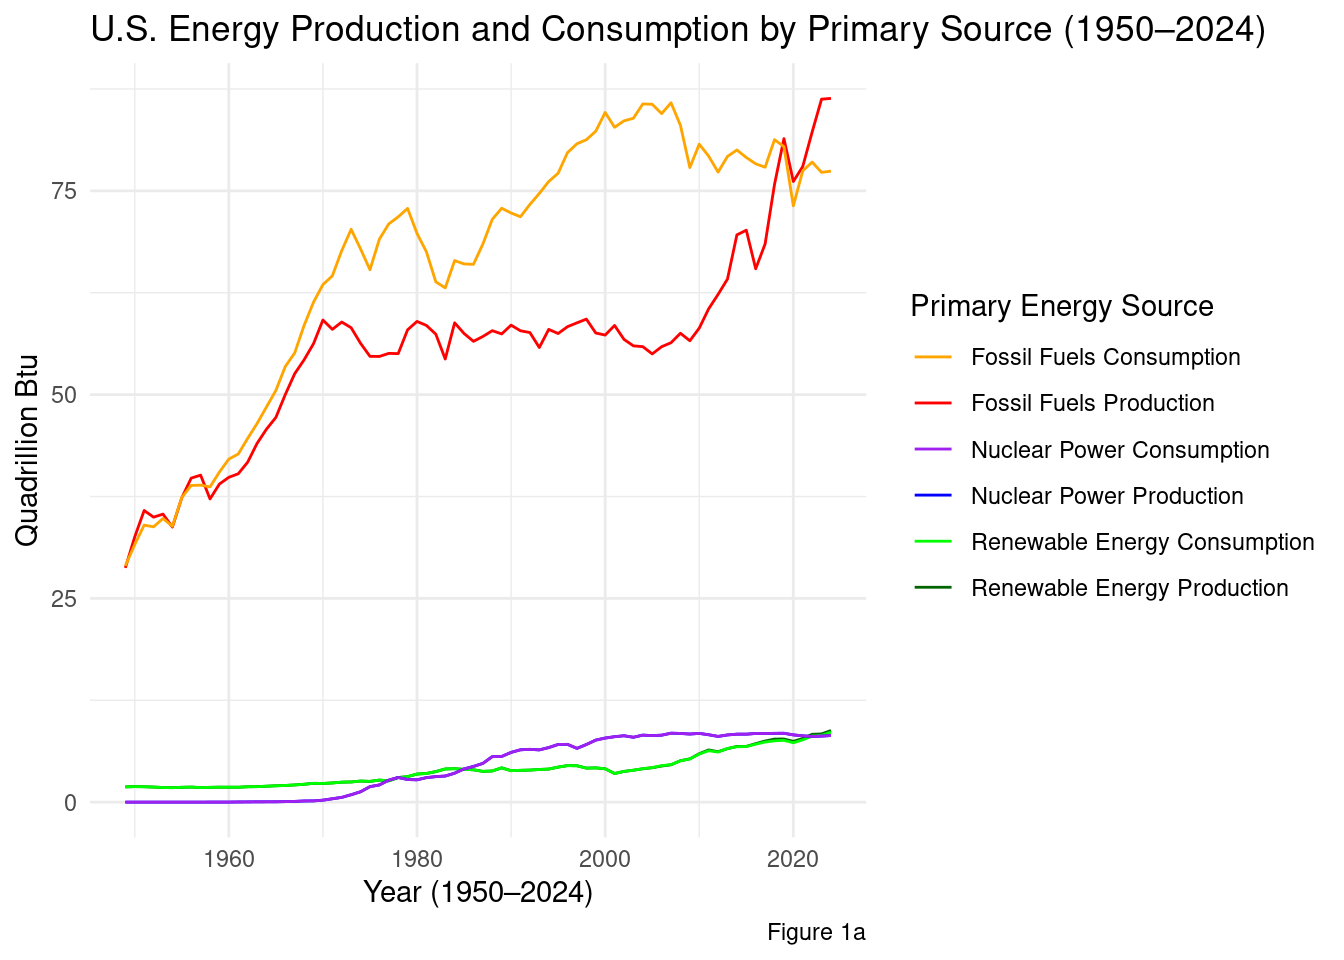 U.S. Energy Production and Consumption by Primary Source (1950–2024)
Quadrillion Btu
75
50
25
0
1960
1980
2000
2020
Year (1950–2024)
Primary Energy Source
Fossil Fuels Consumption
Fossil Fuels Production
Nuclear Power Consumption
Nuclear Power Production
Renewable Energy Consumption
Renewable Energy Production
Figure 1a